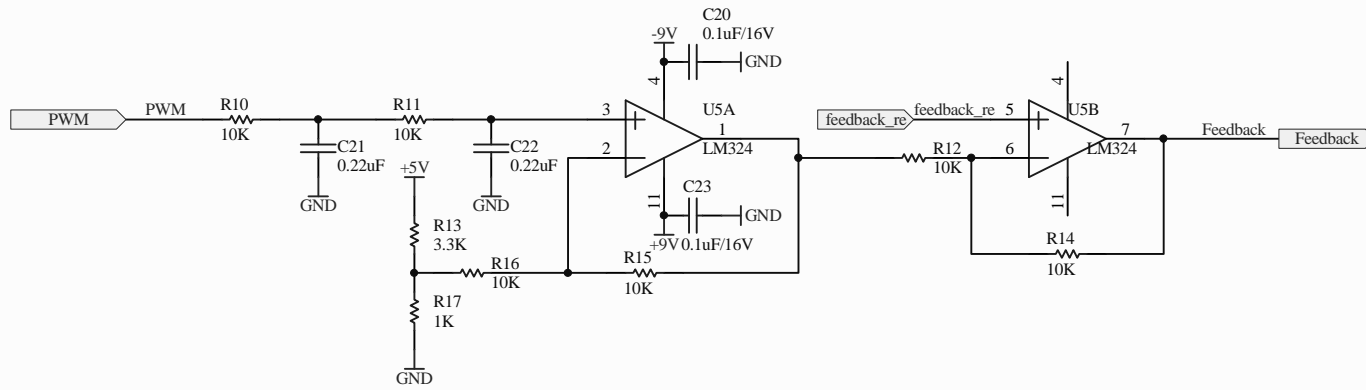 PWM
PWM
R10
10K
C21
0.22uF
GND
R11
10K
C22
0.22uF
GND
+5V
R13
3.3K
R16
10K
R17
1K
GND
-9V
C20
0.1uF/16V
GND
4
3
2
1
11
U5A
LM324
C23
0.1uF/16V
GND
+9V
R15
10K
feedback_re
feedback_re
R12
10K
5
6
4
7
11
U5B
LM324
R14
10K
Feedback
Feedback